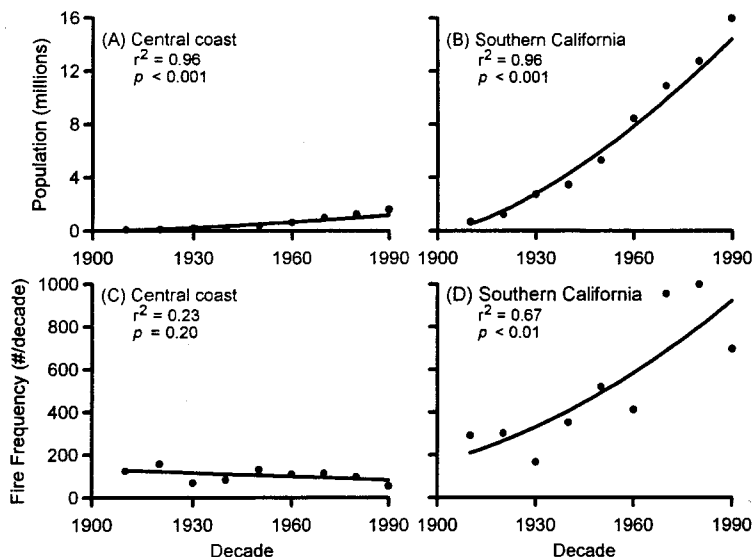 Population (millions)
16
12
8
4
0
(A) Central coast
r² = 0.96
p < 0.001
1900
1930
1960
1990
(B) Southern California
r² = 0.96
p < 0.001
1900
1930
1960
1990
Fire Frequency (#/decade)
1000
800
600
400
200
0
(C) Central coast
r² = 0.23
p = 0.20
1900
1930
1960
1990
Decade
(D) Southern California
r² = 0.67
p < 0.01
1900
1930
1960
1990
Decade